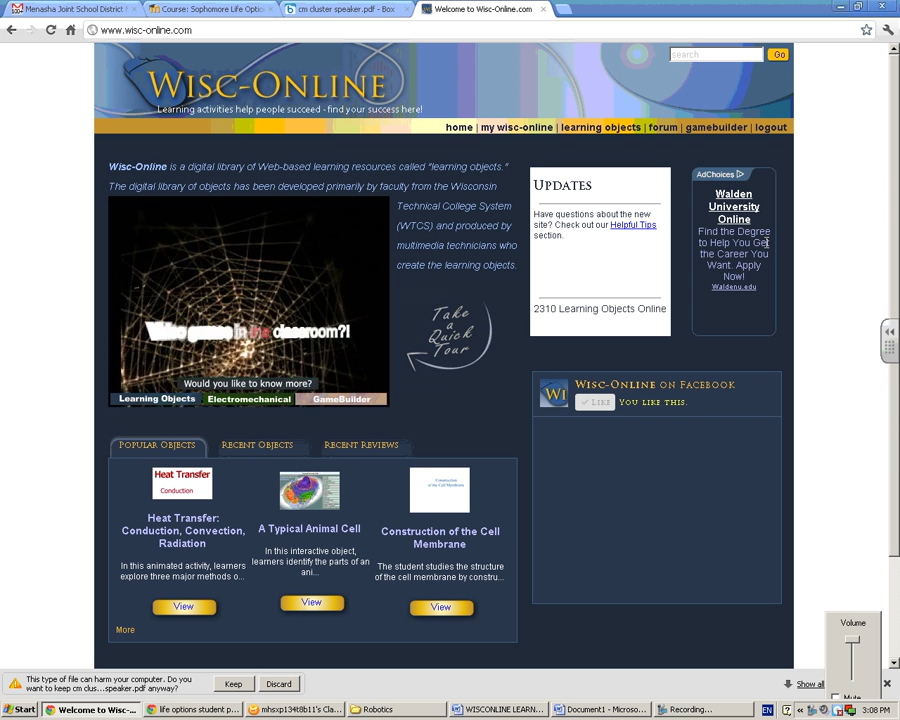 Menasha Joint School District M
Course: Sophomore Life Optio
cm cluster speaker.pdf - Box
Welcome to Wisc-Online.com
www.wisc-online.com
search
Go
WISC-ONLINE
Learning activities help people succeed - find your success here!
home | my wisc-online | learning objects | forum | gamebuilder | logout
Wisc-Online is a digital library of Web-based learning resources called "learning objects."
The digital library of objects has been developed primarily by faculty from the Wisconsin
Technical College System
(WTCS) and produced by
multimedia technicians who
create the learning objects.
Video games in the classroom?!
Would you like to know more?
Learning Objects Electromechanical GameBuilder
Take
a
Quick
Tour
UPDATES
Have questions about the new
site? Check out our Helpful Tips
section.
2310 Learning Objects Online
AdChoices
Walden
University
Online
Find the Degree
to Help You Get
the Career You
Want. Apply
Now!
Waldenu.edu
WISC-ONLINE ON FACEBOOK
Like
YOU LIKE THIS.
POPULAR OBJECTS
RECENT OBJECTS
RECENT REVIEWS
Heat Transfer
Conduction
Heat Transfer:
Conduction, Convection,
Radiation
In this animated activity, learners
explore three major methods o...
View
A Typical Animal Cell
In this interactive object,
learners identify the parts of an
ani...
View
Construction
of the Cell Membrane
Construction of the Cell
Membrane
The student studies the structure
of the cell membrane by constru...
View
More
Volume
Mute
This type of file can harm your computer. Do you
want to keep cm clus...speaker.pdf anyway?
Keep
Discard
Show all
Start
Welcome to Wisc-...
life options student p...
mhsxp134t8b11's Cla...
Robotics
WISCONLINE LEARN...
Document1 - Microso...
Recording...
EN
3:08 PM